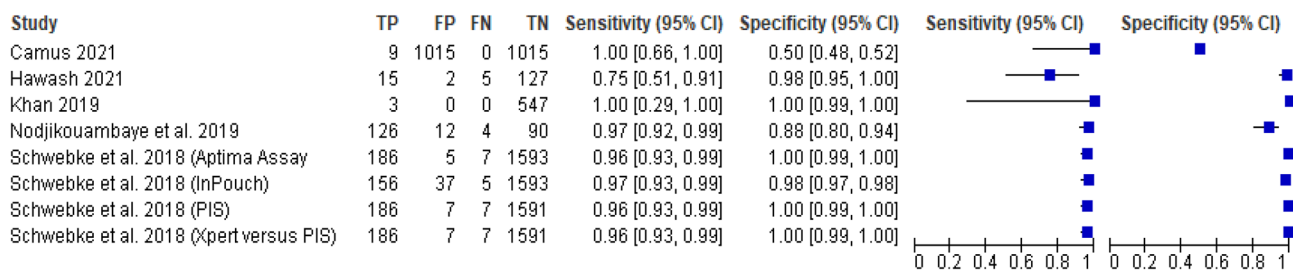 Study TP FP FN TN Sensitivity (95% CI) Specificity (95% CI) Sensitivity (95% CI) Specificity (95% CI)
Camus 2021 9 1015 0 1015 1.00 [0.66, 1.00] 0.50 [0.48, 0.52]
Hawash 2021 15 2 5 127 0.75 [0.51, 0.91] 0.98 [0.95, 1.00]
Khan 2019 3 0 0 547 1.00 [0.29, 1.00] 1.00 [0.99, 1.00]
Nodjikouambaye et al. 2019 126 12 4 90 0.97 [0.92, 0.99] 0.88 [0.80, 0.94]
Schwebke et al. 2018 (Aptima Assay 186 5 7 1593 0.96 [0.93, 0.99] 1.00 [0.99, 1.00]
Schwebke et al. 2018 (InPouch) 156 37 5 1593 0.97 [0.93, 0.99] 0.98 [0.97, 0.98]
Schwebke et al. 2018 (PIS) 186 7 7 1591 0.96 [0.93, 0.99] 1.00 [0.99, 1.00]
Schwebke et al. 2018 (Xpert versus PIS) 186 7 7 1591 0.96 [0.93, 0.99] 1.00 [0.99, 1.00]
0 0.2 0.4 0.6 0.8 1 0 0.2 0.4 0.6 0.8 1